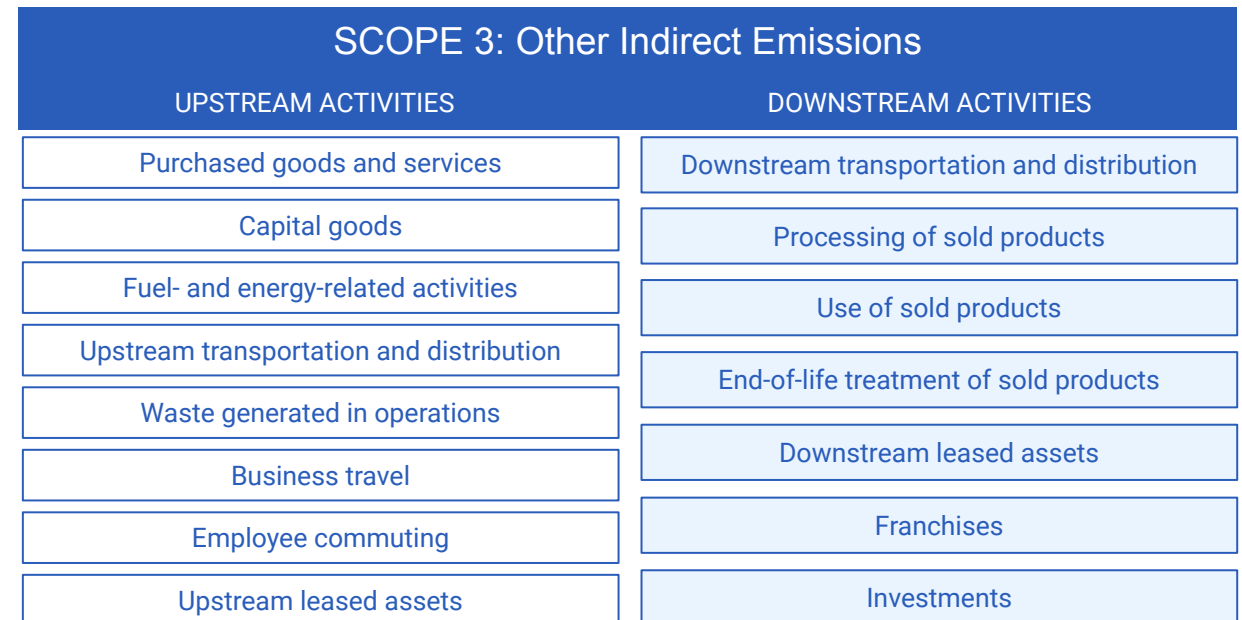 SCOPE 3: Other Indirect Emissions
UPSTREAM ACTIVITIES
Purchased goods and services
Capital goods
Fuel- and energy-related activities
Upstream transportation and distribution
Waste generated in operations
Business travel
Employee commuting
Upstream leased assets
DOWNSTREAM ACTIVITIES
Downstream transportation and distribution
Processing of sold products
Use of sold products
End-of-life treatment of sold products
Downstream leased assets
Franchises
Investments